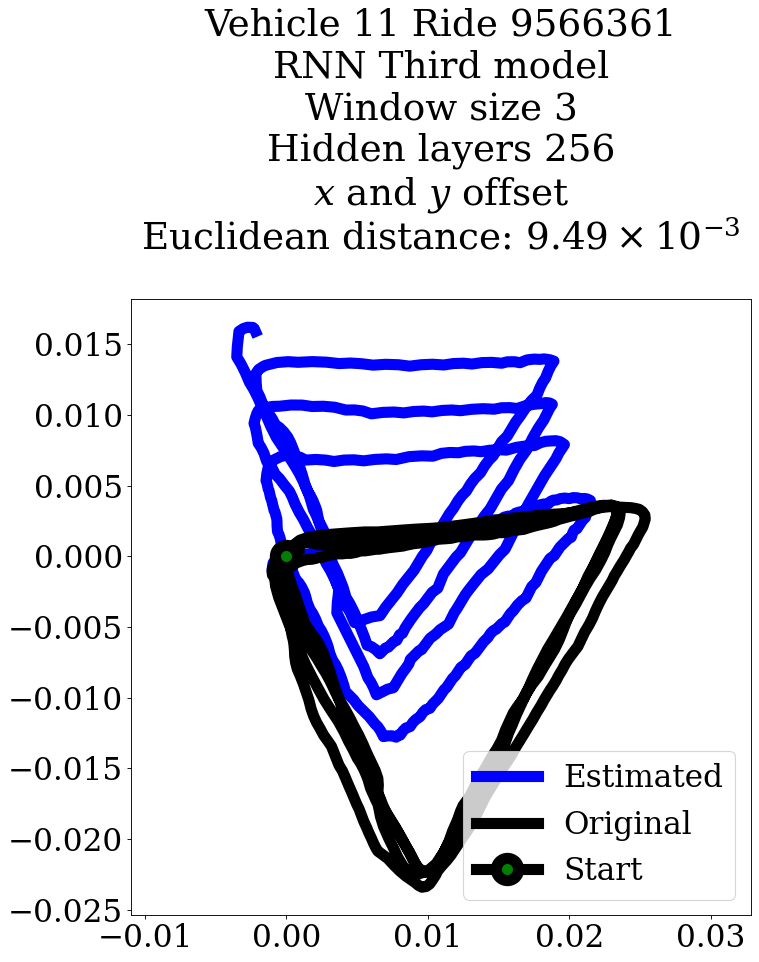 Vehicle 11 Ride 9566361
RNN Third model
Window size 3
Hidden layers 256
x and y offset
Euclidean distance: 9.49 × 10⁻³
0.015
0.010
0.005
0.000
−0.005
−0.010
−0.015
−0.020
−0.025
Estimated
Original
Start
−0.01 0.00 0.01 0.02 0.03